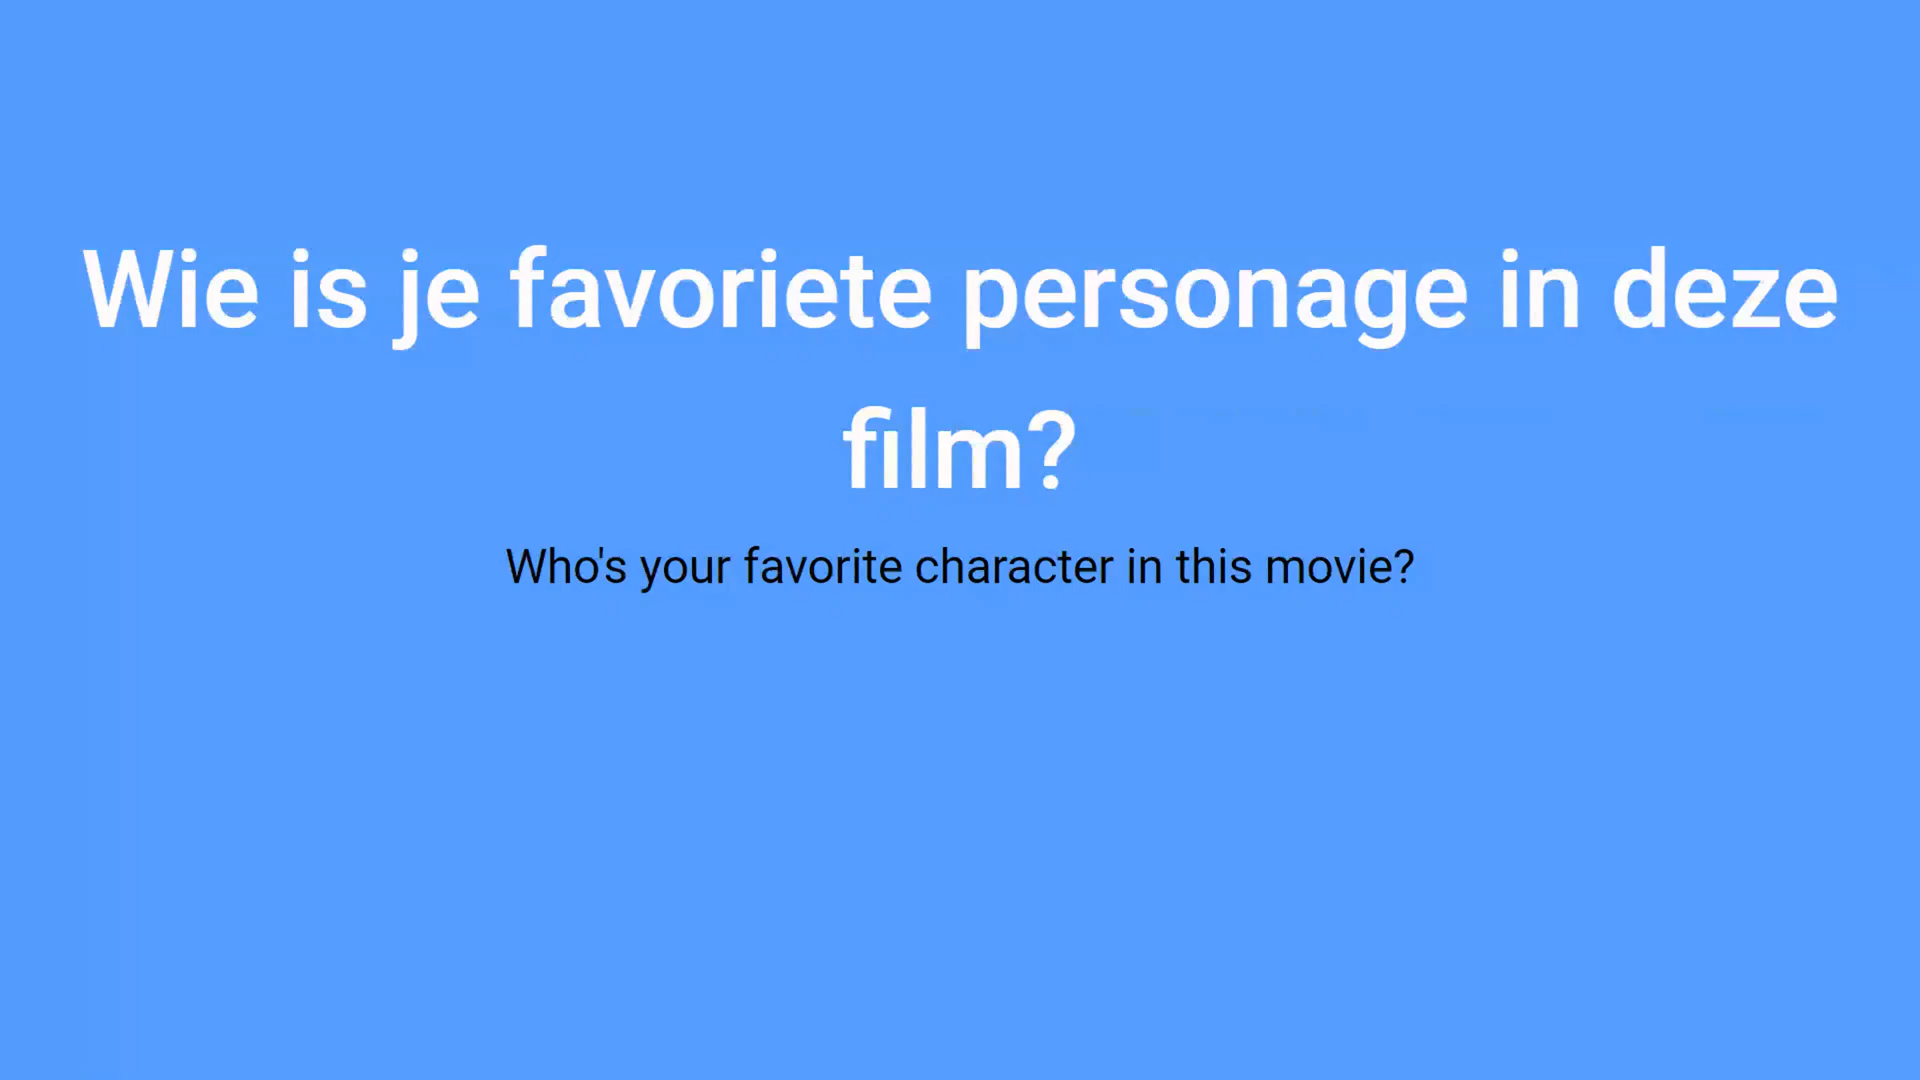 Wie is je favoriete personage in deze
film?
Who's your favorite character in this movie?